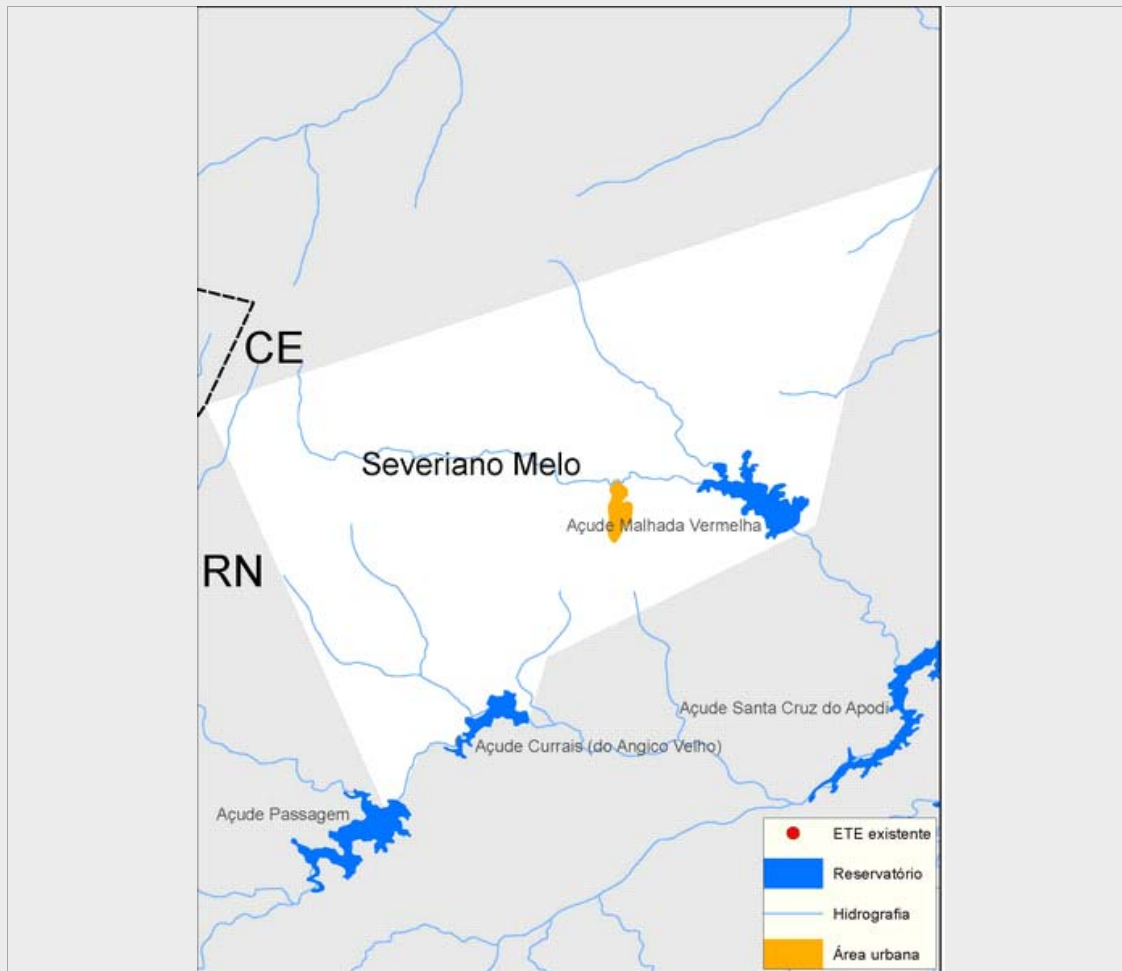 CE
Severiano Melo
Açude Malhada Vermelha
RN
Açude Santa Cruz do Apodi
Açude Currais (do Angico Velho)
Açude Passagem
ETE existente
Reservatório
Hidrografia
Área urbana